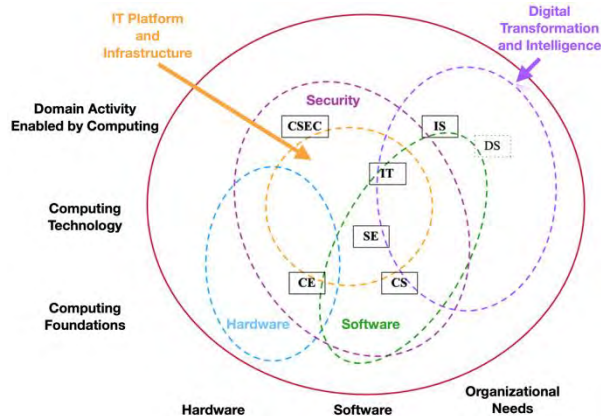 IT Platform
and
Infrastructure
Digital
Transformation
and Intelligence
Domain Activity
Enabled by Computing
Security
CSEC
IS
DS
IT
Computing
Technology
SE
CE
CS
Computing
Foundations
Hardware
Software
Hardware
Software
Organizational
Needs